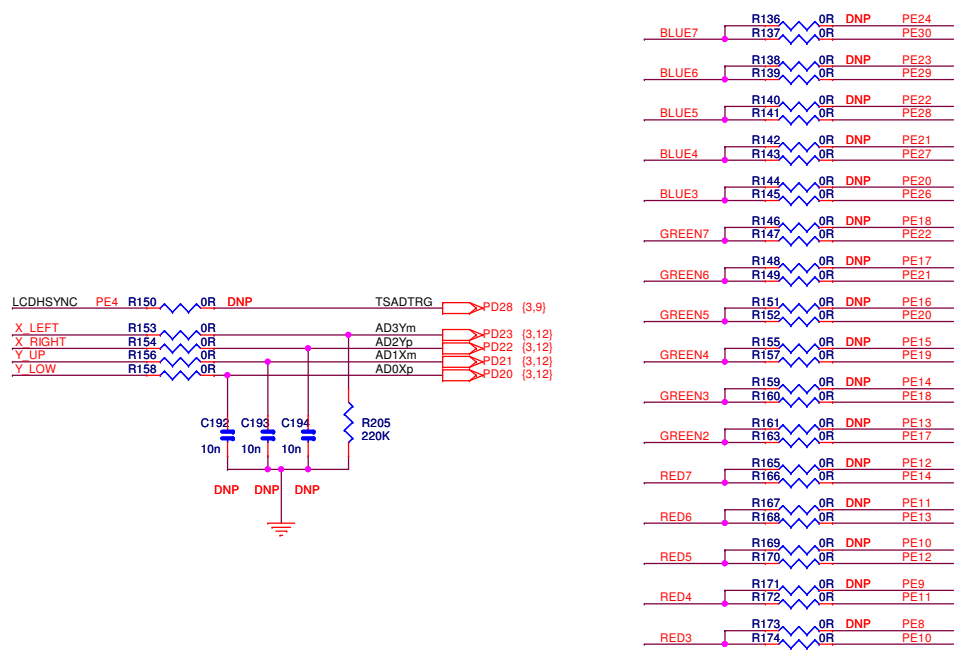 LCDHSYNC PE4 R150 0R DNP TSADTRG PD28 {3,9}
X_LEFT R153 0R AD3Ym PD23 {3,12}
X_RIGHT R154 0R AD2Yp PD22 {3,12}
Y_UP R156 0R AD1Xm PD21 {3,12}
Y_LOW R158 0R AD0Xp PD20 {3,12}
C192 C193 C194 R205
10n 10n 10n 220K
DNP DNP DNP
R136 0R DNP PE24
BLUE7 R137 0R PE30
R138 0R DNP PE23
BLUE6 R139 0R PE29
R140 0R DNP PE22
BLUE5 R141 0R PE28
R142 0R DNP PE21
BLUE4 R143 0R PE27
R144 0R DNP PE20
BLUE3 R145 0R PE26
R146 0R DNP PE18
GREEN7 R147 0R PE22
R148 0R DNP PE17
GREEN6 R149 0R PE21
R151 0R DNP PE16
GREEN5 R152 0R PE20
R155 0R DNP PE15
GREEN4 R157 0R PE19
R159 0R DNP PE14
GREEN3 R160 0R PE18
R161 0R DNP PE13
GREEN2 R163 0R PE17
R165 0R DNP PE12
RED7 R166 0R PE14
R167 0R DNP PE11
RED6 R168 0R PE13
R169 0R DNP PE10
RED5 R170 0R PE12
R171 0R DNP PE9
RED4 R172 0R PE11
R173 0R DNP PE8
RED3 R174 0R PE10